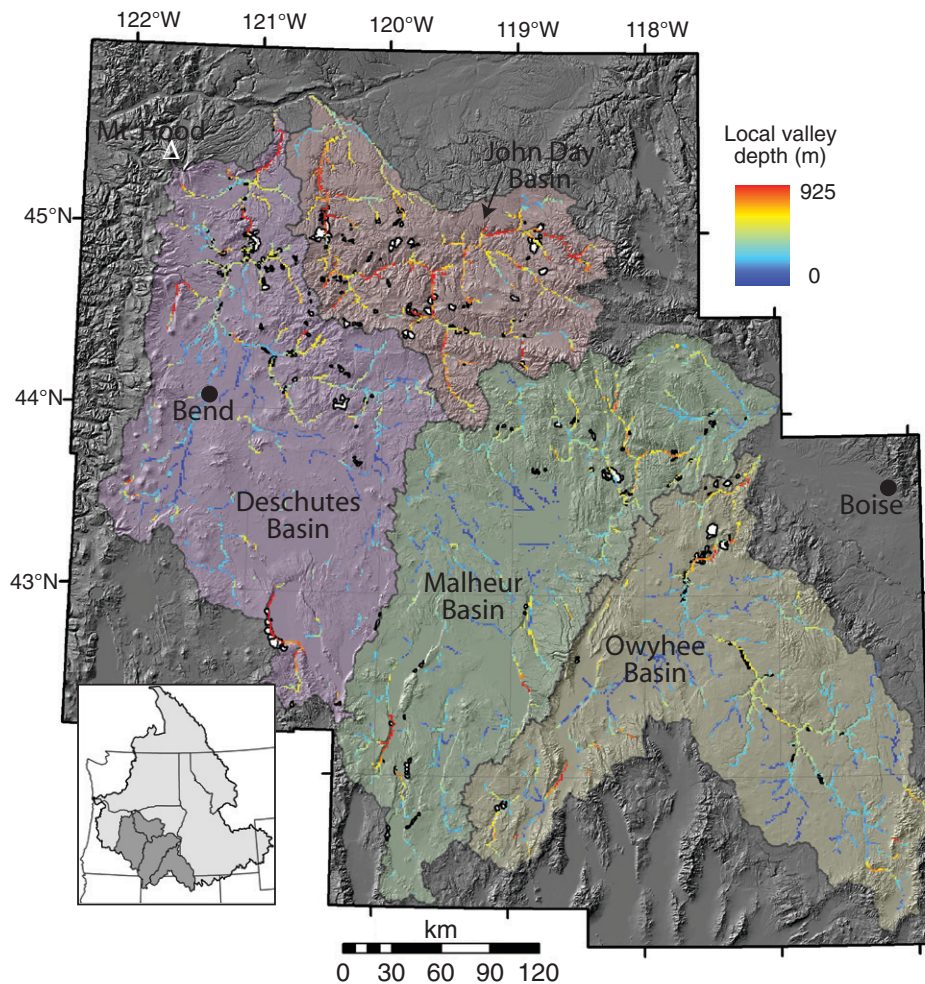 122°W 121°W 120°W 119°W 118°W
Mt. Hood
John Day
Basin
Local valley
depth (m)
925
0
45°N
44°N
43°N
Bend
Boise
Deschutes
Basin
Malheur
Basin
Owyhee
Basin
km
0 30 60 90 120